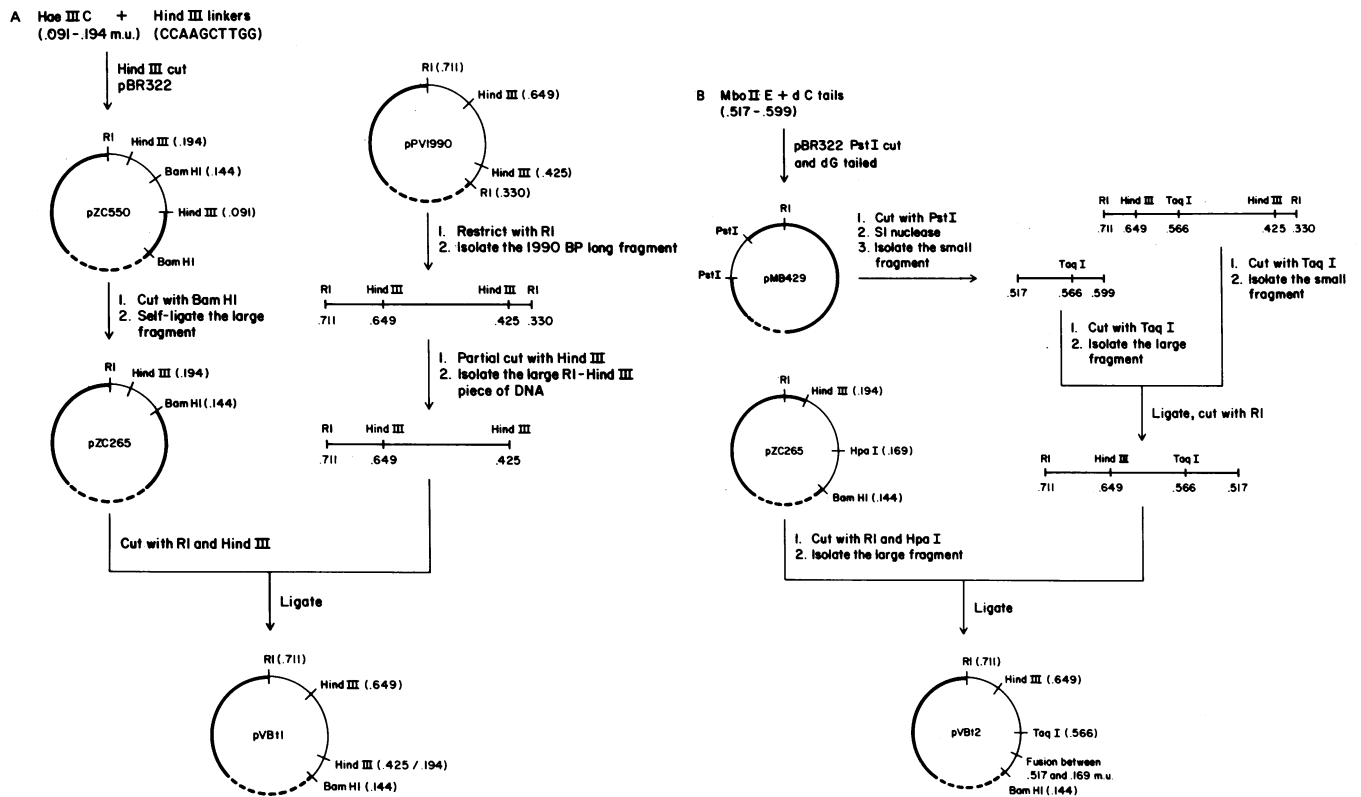 A Hae III C + Hind III linkers
(.091-.194 m.u.) (CCAAGCTTGG)
Hind III cut
pBR322
RI
Hind III (.194)
Bam HI (.144)
pZC550
Hind III (.091)
Bam HI
1. Cut with Bam HI
2. Self-ligate the large
fragment
RI
Hind III (.194)
Bam HI (.144)
pZC265
Cut with RI and Hind III
RI (.711)
Hind III (.649)
pPV1990
Hind III (.425)
RI (.330)
1. Restrict with RI
2. Isolate the 1990 BP long fragment
RI Hind III Hind III RI
.711 .649 .425 .330
1. Partial cut with Hind III
2. Isolate the large RI-Hind III
piece of DNA
RI Hind III Hind III
.711 .649 .425
Ligate
RI (.711)
Hind III (.649)
pVBt1
Hind III (.425 / .194)
Bam HI (.144)
B Mbo II E + d C tails
(.517-.599)
pBR322 Pst I cut
and dG tailed
RI
Pst I
Pst I
pMB429
1. Cut with Pst I
2. SI nuclease
3. Isolate the small
fragment
Taq I
.517 .566 .599
1. Cut with Taq I
2. Isolate the large
fragment
RI Hind III Taq I Hind III RI
.711 .649 .566 .425 .330
1. Cut with Taq I
2. Isolate the small
fragment
Ligate, cut with RI
RI Hind III Taq I
.711 .649 .566 .517
RI
Hind III (.194)
pZC265
Hpa I (.169)
Bam HI (.144)
1. Cut with RI and Hpa I
2. Isolate the large fragment
Ligate
RI (.711)
Hind III (.649)
pVBt2
Taq I (.566)
Fusion between
.517 and .169 m.u.
Bam HI (.144)